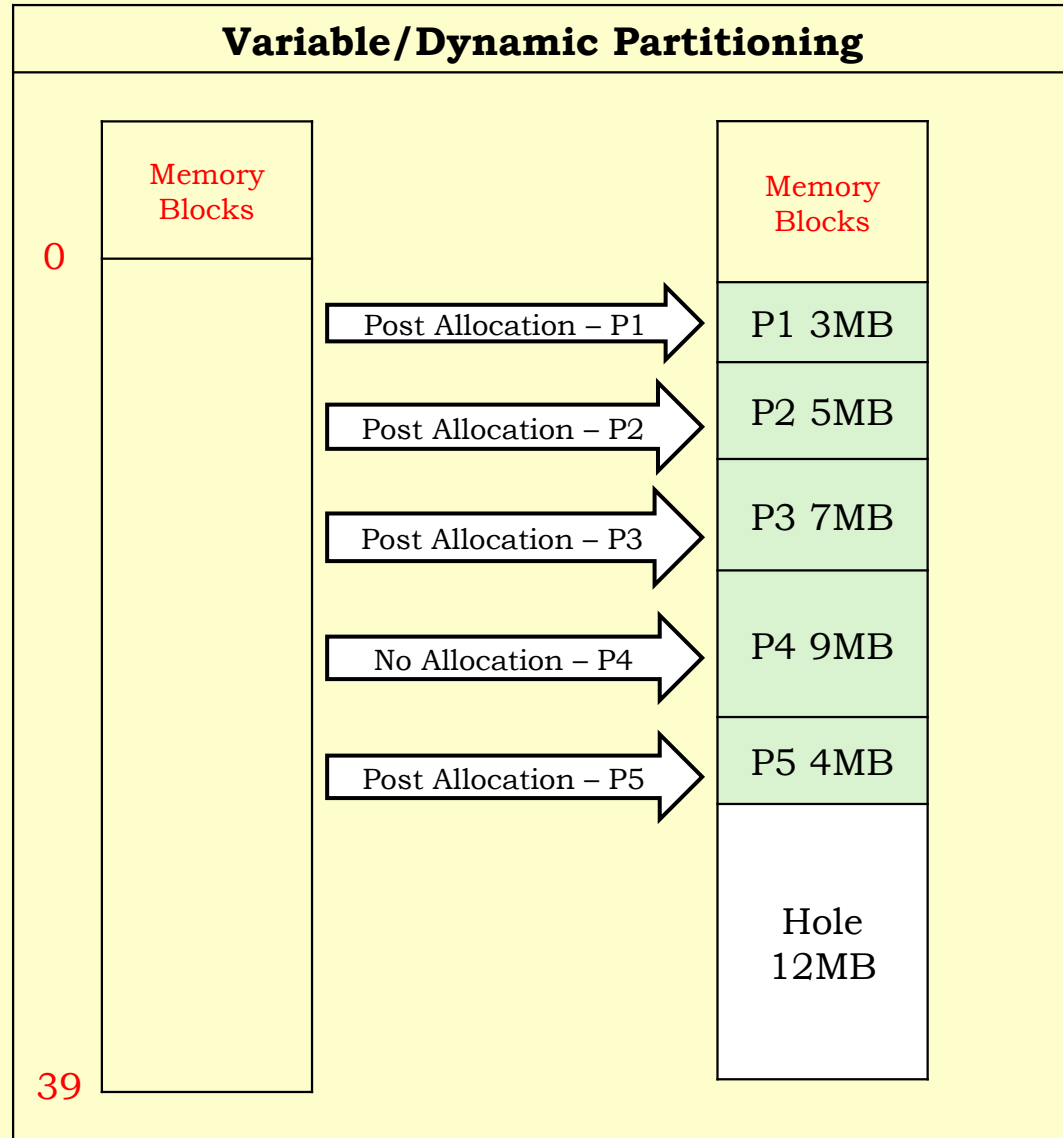 Variable/Dynamic Partitioning
Memory
Blocks
0
39
Post Allocation – P1
Post Allocation – P2
Post Allocation – P3
No Allocation – P4
Post Allocation – P5
Memory
Blocks
P1 3MB
P2 5MB
P3 7MB
P4 9MB
P5 4MB
Hole
12MB